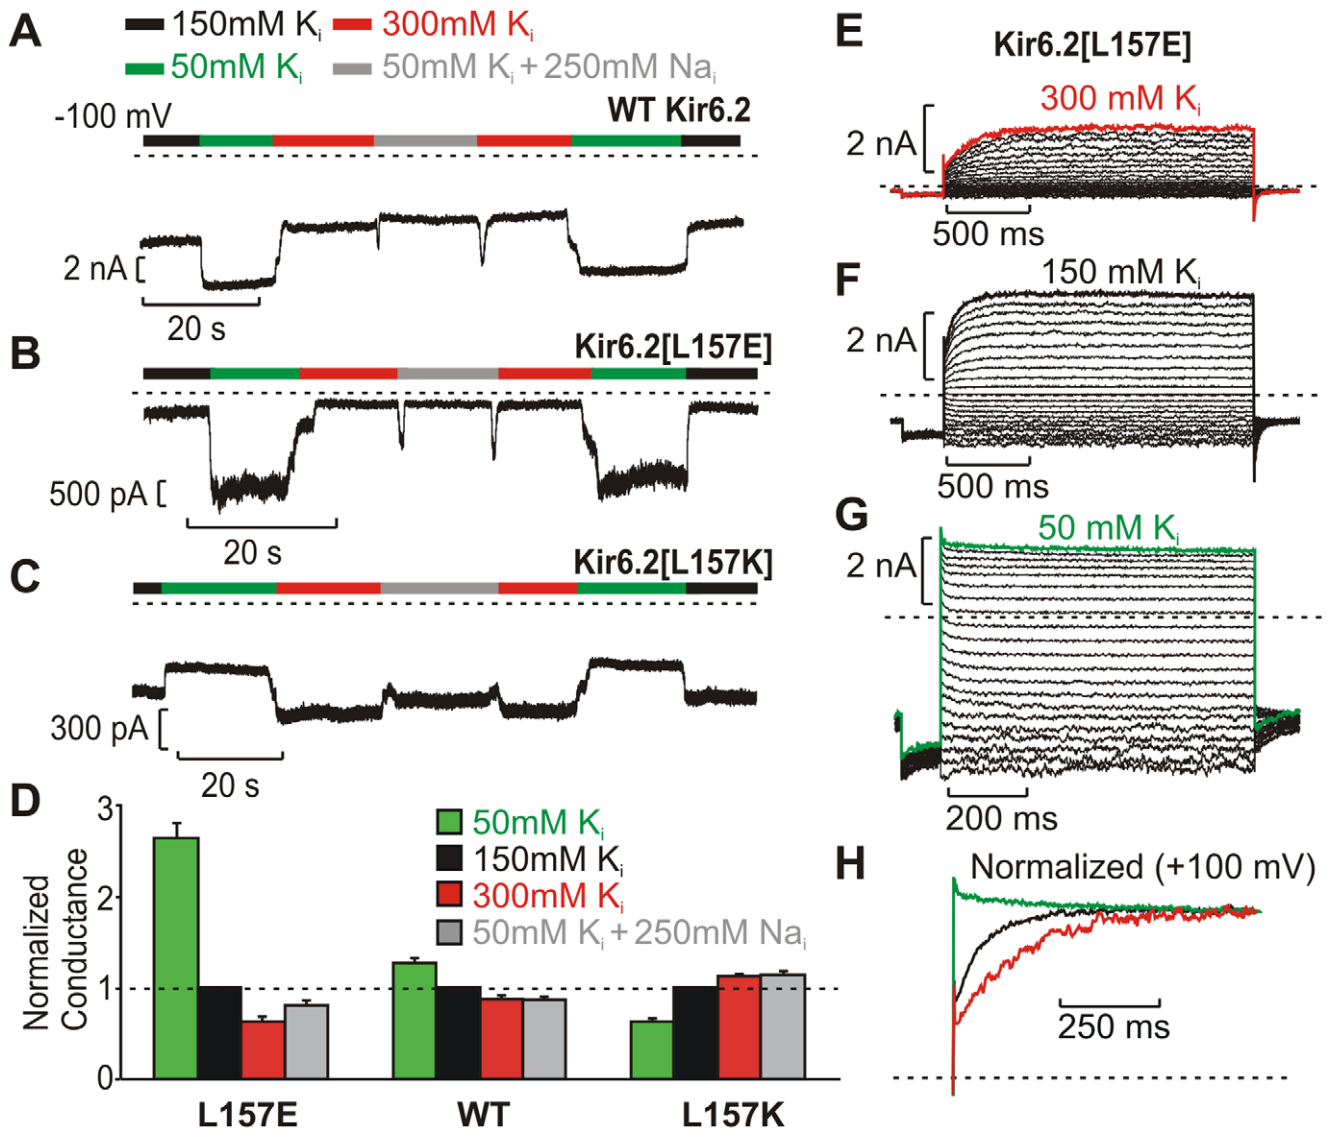 A
150mM Ki
300mM Ki
50mM Ki
50mM Ki + 250mM Nai
-100 mV
WT Kir6.2
2 nA
20 s
B
Kir6.2[L157E]
500 pA
20 s
C
Kir6.2[L157K]
300 pA
20 s
D
Normalized
Conductance
3
2
1
0
50mM Ki
150mM Ki
300mM Ki
50mM Ki + 250mM Nai
L157E
WT
L157K
E
Kir6.2[L157E]
300 mM Ki
2 nA
500 ms
F
150 mM Ki
2 nA
500 ms
G
50 mM Ki
2 nA
200 ms
H
Normalized (+100 mV)
250 ms